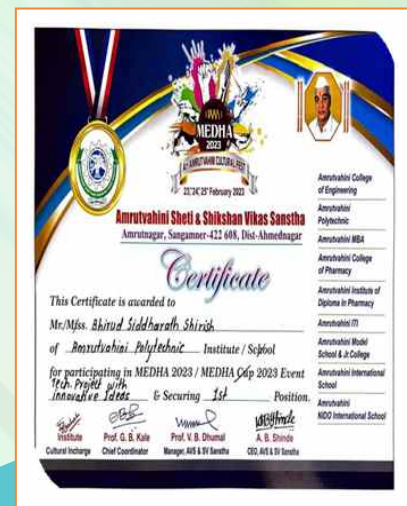 MEDHA
2023
AMRUTVAHINI CULTURAL FEST
23, 24, 25 February 2023
Amrutvahini Sheti & Shikshan Vikas Sanstha
Amrutnagar, Sangamner-422 608, Dist-Ahmednagar
Certificate
This Certificate is awarded to
Mr./Miss. Bhirud Siddharath Shirish
of Amrutvahini Polytechnic Institute / School
for participating in MEDHA 2023 / MEDHA Cup 2023 Event
Tech. Project with
innovative Ideas & Securing 1st Position.
Institute
Cultural Incharge
Prof. G. B. Kale
Chief Coordinator
Prof. V. B. Dhumal
Manager, AVS & SV Sanstha
A. B. Shinde
CEO, AVS & SV Sanstha
Amrutvahini College
of Engineering
Amrutvahini
Polytechnic
Amrutvahini MBA
Amrutvahini College
of Pharmacy
Amrutvahini Institute of
Diploma in Pharmacy
Amrutvahini ITI
Amrutvahini Model
School & Jr.College
Amrutvahini International
School
Amrutvahini
NIDO International School